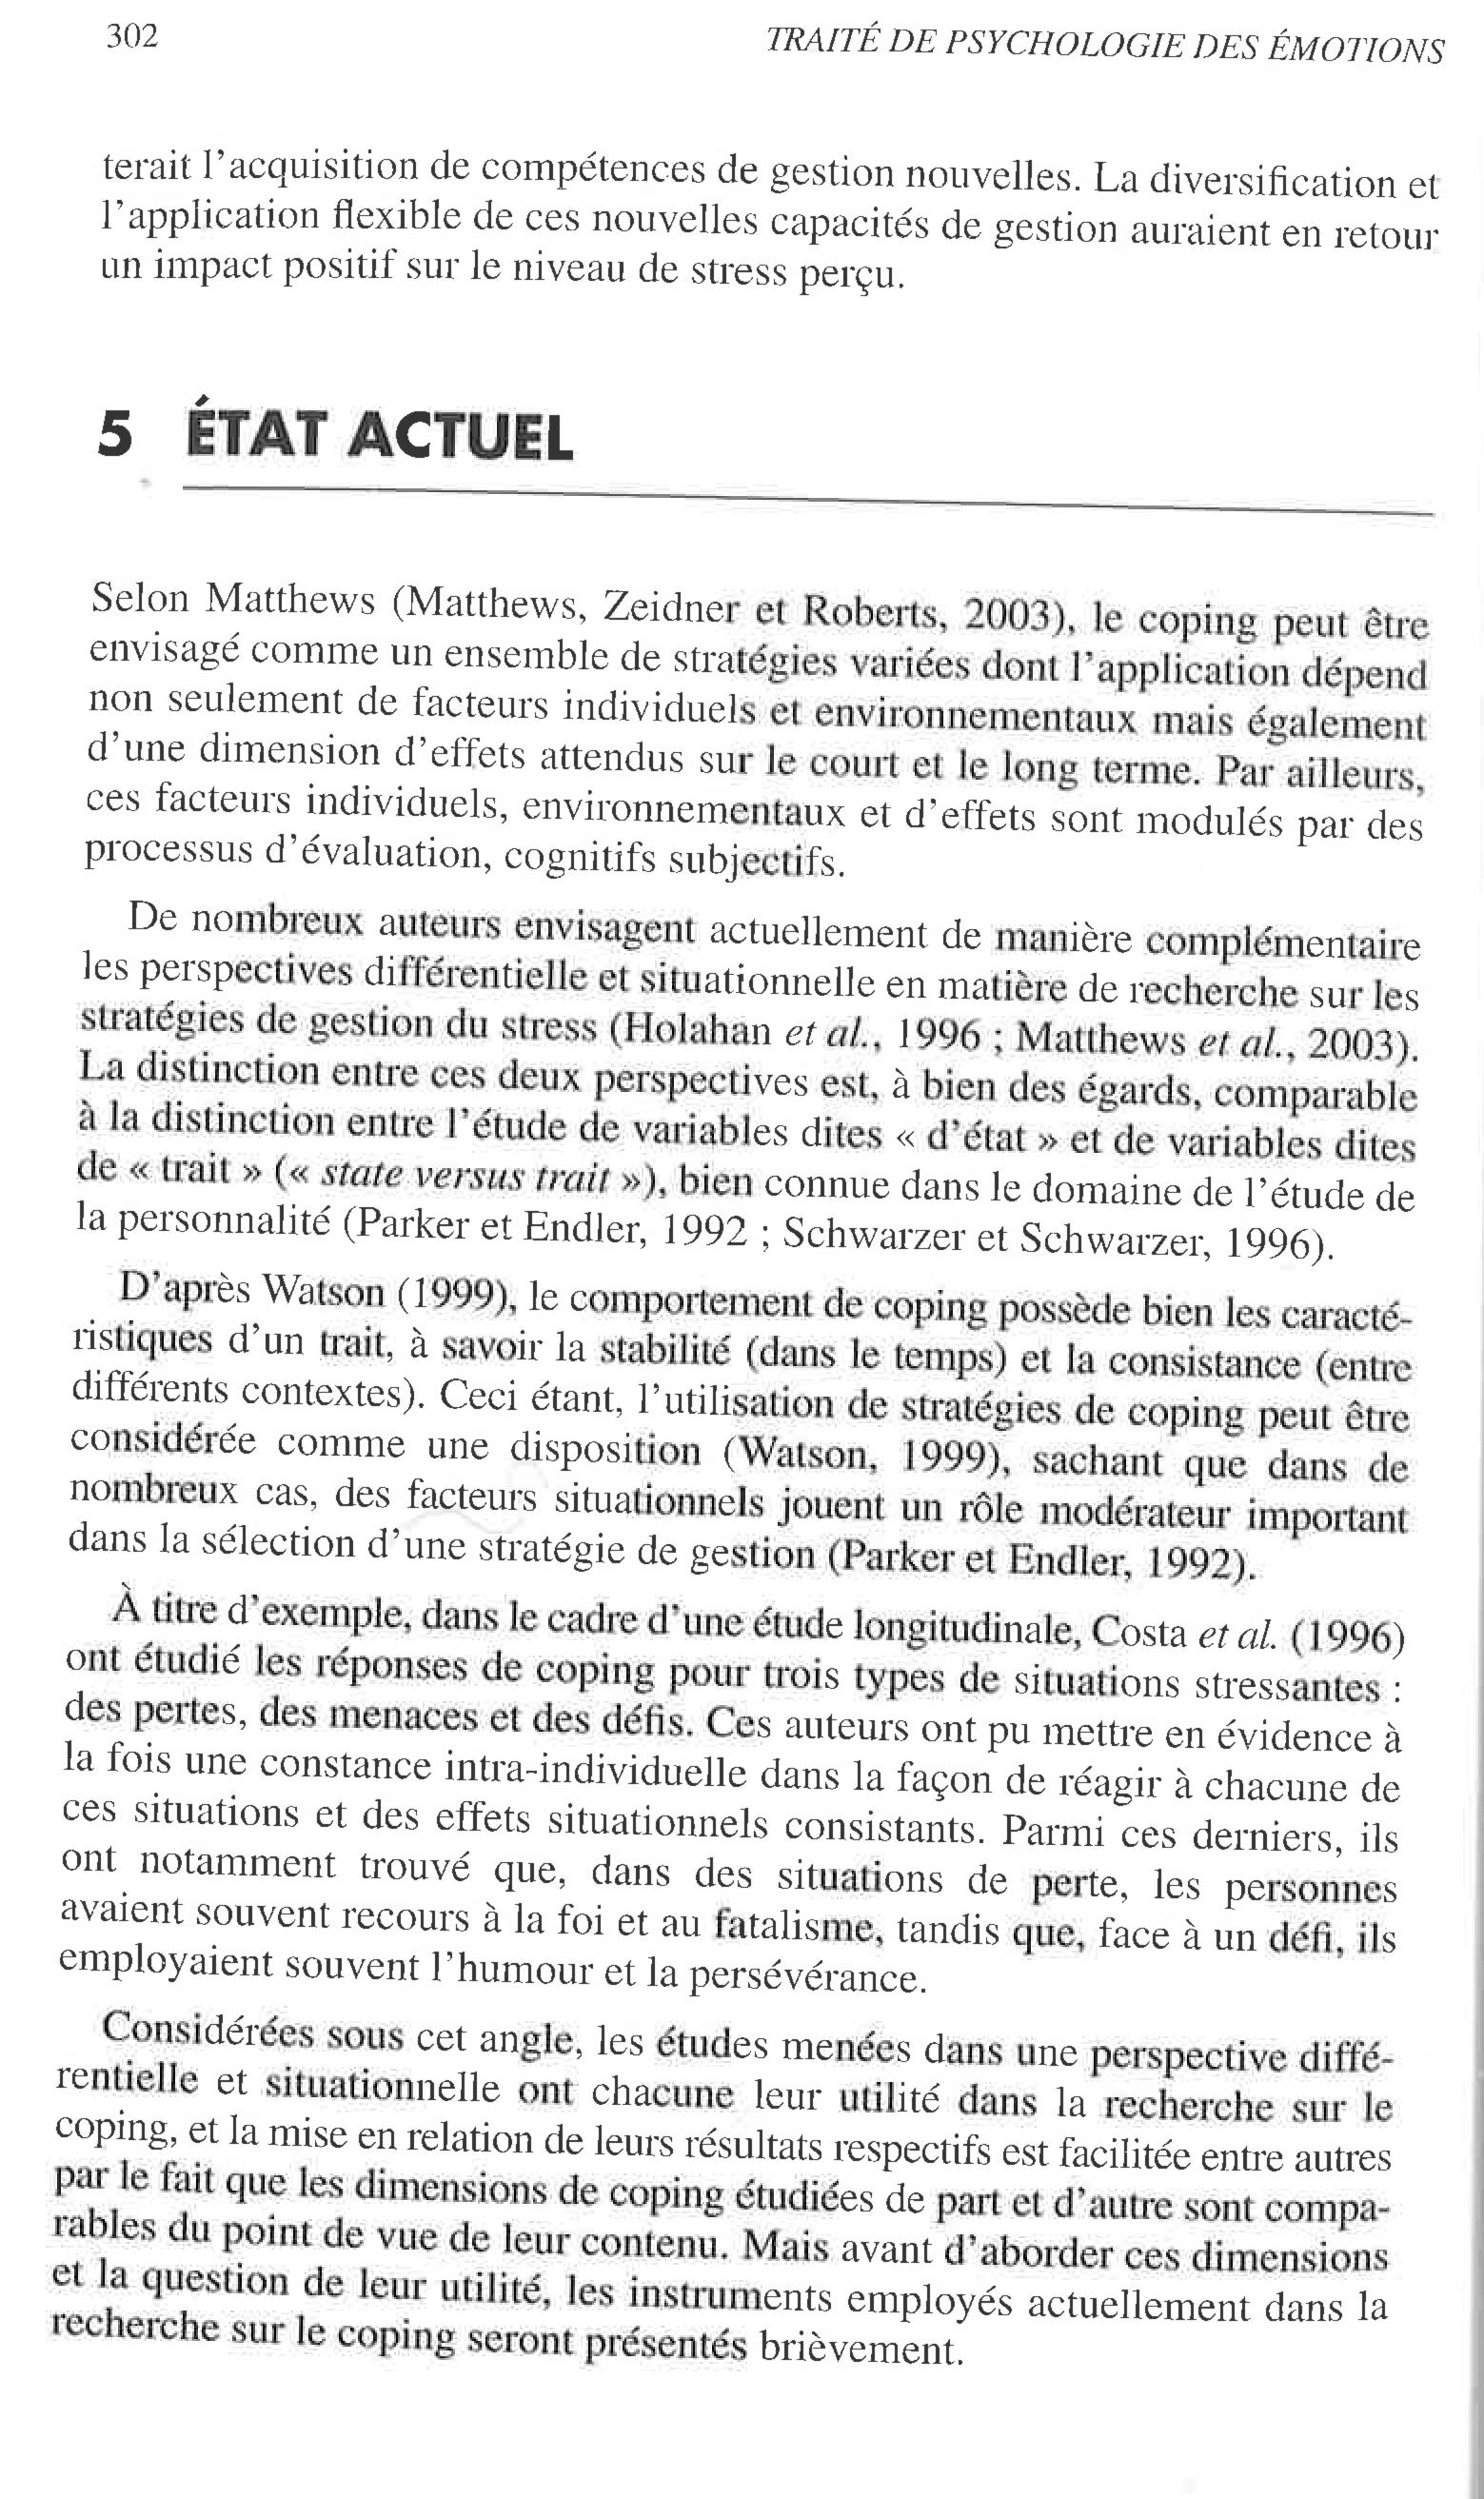 302
TRAITÉ DE PSYCHOLOGIE DES ÉMOTIONS
terait l'acquisition de compétences de gestion nouvelles. La diversification et
l'application flexible de ces nouvelles capacités de gestion auraient en retour
un impact positif sur le niveau de stress perçu.
5 ÉTAT ACTUEL
Selon Matthews (Matthews, Zeidner et Roberts, 2003), le coping peut être
envisagé comme un ensemble de stratégies variées dont l'application dépend
non seulement de facteurs individuels et environnementaux mais également
d'une dimension d'effets attendus sur le court et le long terme. Par ailleurs,
ces facteurs individuels, environnementaux et d'effets sont modulés par des
processus d'évaluation, cognitifs subjectifs.
De nombreux auteurs envisagent actuellement de manière complémentaire
les perspectives différentielle et situationnelle en matière de recherche sur les
stratégies de gestion du stress (Holahan et al., 1996 ; Matthews et al., 2003).
La distinction entre ces deux perspectives est, à bien des égards, comparable
à la distinction entre l'étude de variables dites « d'état » et de variables dites
de « trait » (« state versus trait »), bien connue dans le domaine de l'étude de
la personnalité (Parker et Endler, 1992 ; Schwarzer et Schwarzer, 1996).
D'après Watson (1999), le comportement de coping possède bien les caracté-
ristiques d'un trait, à savoir la stabilité (dans le temps) et la consistance (entre
différents contextes). Ceci étant, l'utilisation de stratégies de coping peut être
considérée comme une disposition (Watson, 1999), sachant que dans de
nombreux cas, des facteurs situationnels jouent un rôle modérateur important
dans la sélection d'une stratégie de gestion (Parker et Endler, 1992).
À titre d'exemple, dans le cadre d'une étude longitudinale, Costa et al. (1996)
ont étudié les réponses de coping pour trois types de situations stressantes :
des pertes, des menaces et des défis. Ces auteurs ont pu mettre en évidence à
la fois une constance intra-individuelle dans la façon de réagir à chacune de
ces situations et des effets situationnels consistants. Parmi ces derniers, ils
ont notamment trouvé que, dans des situations de perte, les personnes
avaient souvent recours à la foi et au fatalisme, tandis que, face à un défi, ils
employaient souvent l'humour et la persévérance.
Considérées sous cet angle, les études menées dans une perspective diffé-
rentielle et situationnelle ont chacune leur utilité dans la recherche sur le
coping, et la mise en relation de leurs résultats respectifs est facilitée entre autres
par le fait que les dimensions de coping étudiées de part et d'autre sont compa-
rables du point de vue de leur contenu. Mais avant d'aborder ces dimensions
et la question de leur utilité, les instruments employés actuellement dans la
recherche sur le coping seront présentés brièvement.